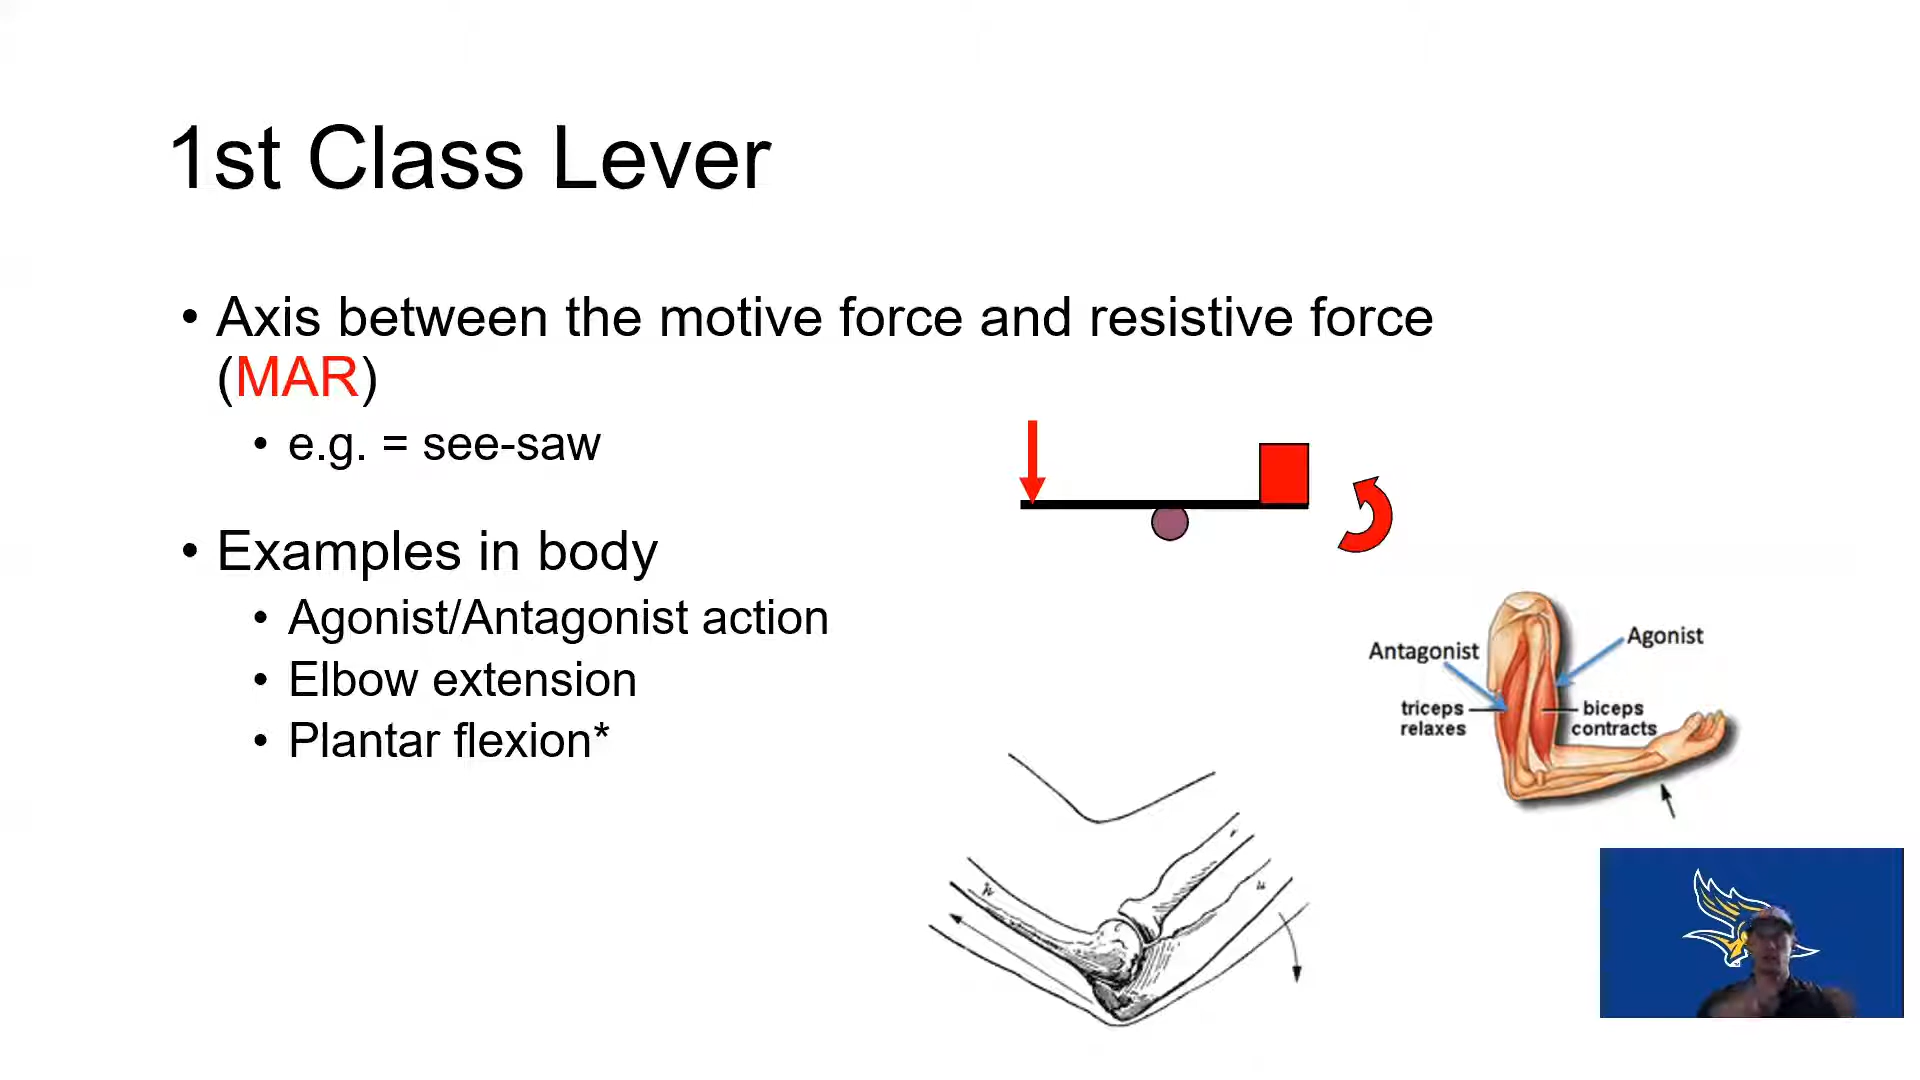 1st Class Lever
• Axis between the motive force and resistive force
(MAR)
• e.g. = see-saw
• Examples in body
• Agonist/Antagonist action
• Elbow extension
• Plantar flexion*
Antagonist
Agonist
triceps
relaxes
biceps
contracts
h
r
u